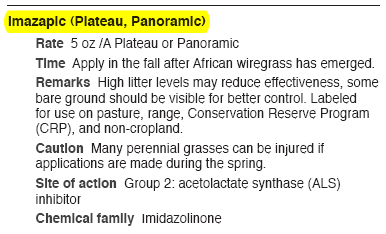 Imazapic (Plateau, Panoramic)
Rate 5 oz /A Plateau or Panoramic
Time Apply in the fall after African wiregrass has emerged.
Remarks High litter levels may reduce effectiveness, some
bare ground should be visible for better control. Labeled
for use on pasture, range, Conservation Reserve Program
(CRP), and non-cropland.
Caution Many perennial grasses can be injured if
applications are made during the spring.
Site of action Group 2: acetolactate synthase (ALS)
inhibitor
Chemical family Imidazolinone